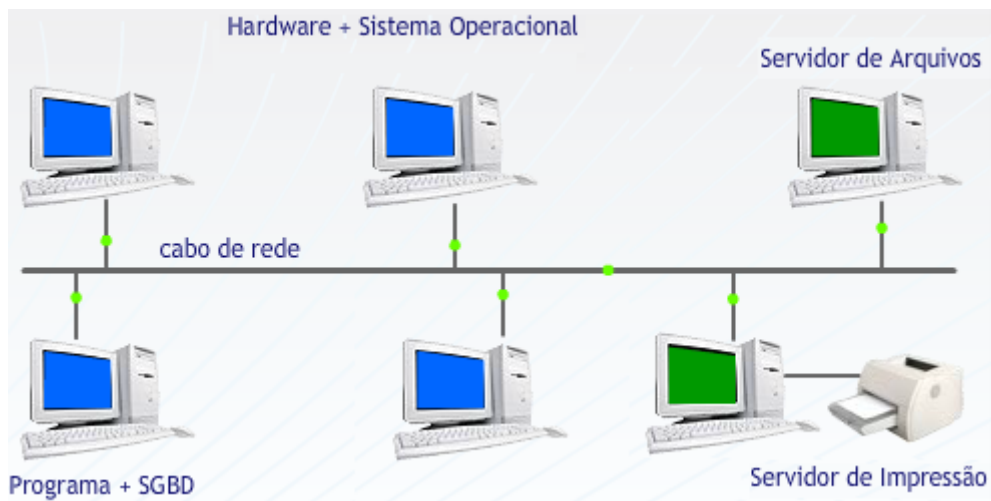 Hardware + Sistema Operacional
Servidor de Arquivos
cabo de rede
Programa + SGBD
Servidor de Impressão